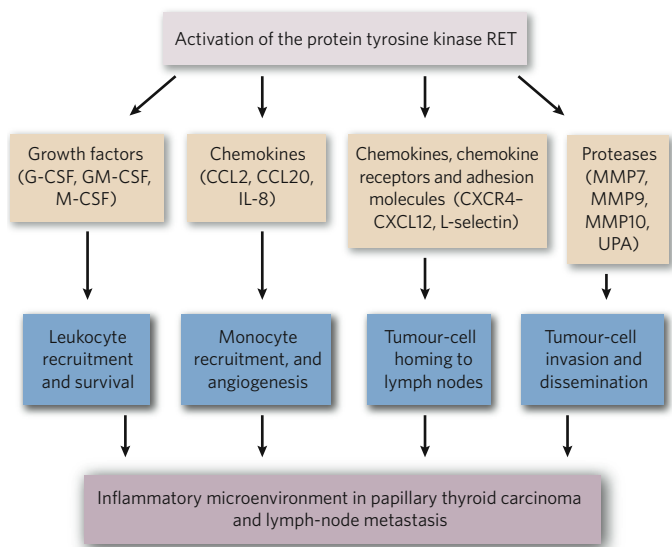 Activation of the protein tyrosine kinase RET
Growth factors
(G-CSF, GM-CSF,
M-CSF)
Chemokines
(CCL2, CCL20,
IL-8)
Chemokines, chemokine
receptors and adhesion
molecules (CXCR4–
CXCL12, L-selectin)
Proteases
(MMP7,
MMP9,
MMP10,
UPA)
Leukocyte
recruitment
and survival
Monocyte
recruitment, and
angiogenesis
Tumour-cell
homing to
lymph nodes
Tumour-cell
invasion and
dissemination
Inflammatory microenvironment in papillary thyroid carcinoma
and lymph-node metastasis